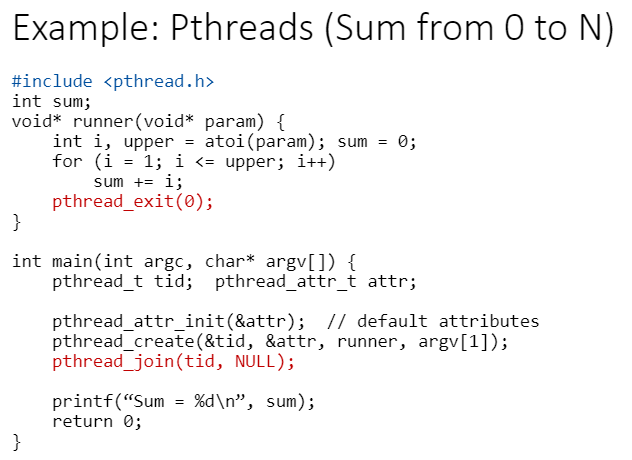 Example: Pthreads (Sum from 0 to N)
#include <pthread.h>
int sum;
void* runner(void* param) {
    int i, upper = atoi(param); sum = 0;
    for (i = 1; i <= upper; i++)
        sum += i;
    pthread_exit(0);
}
int main(int argc, char* argv[]) {
    pthread_t tid;  pthread_attr_t attr;
    pthread_attr_init(&attr);  // default attributes
    pthread_create(&tid, &attr, runner, argv[1]);
    pthread_join(tid, NULL);
    printf(“Sum = %d\n”, sum);
    return 0;
}